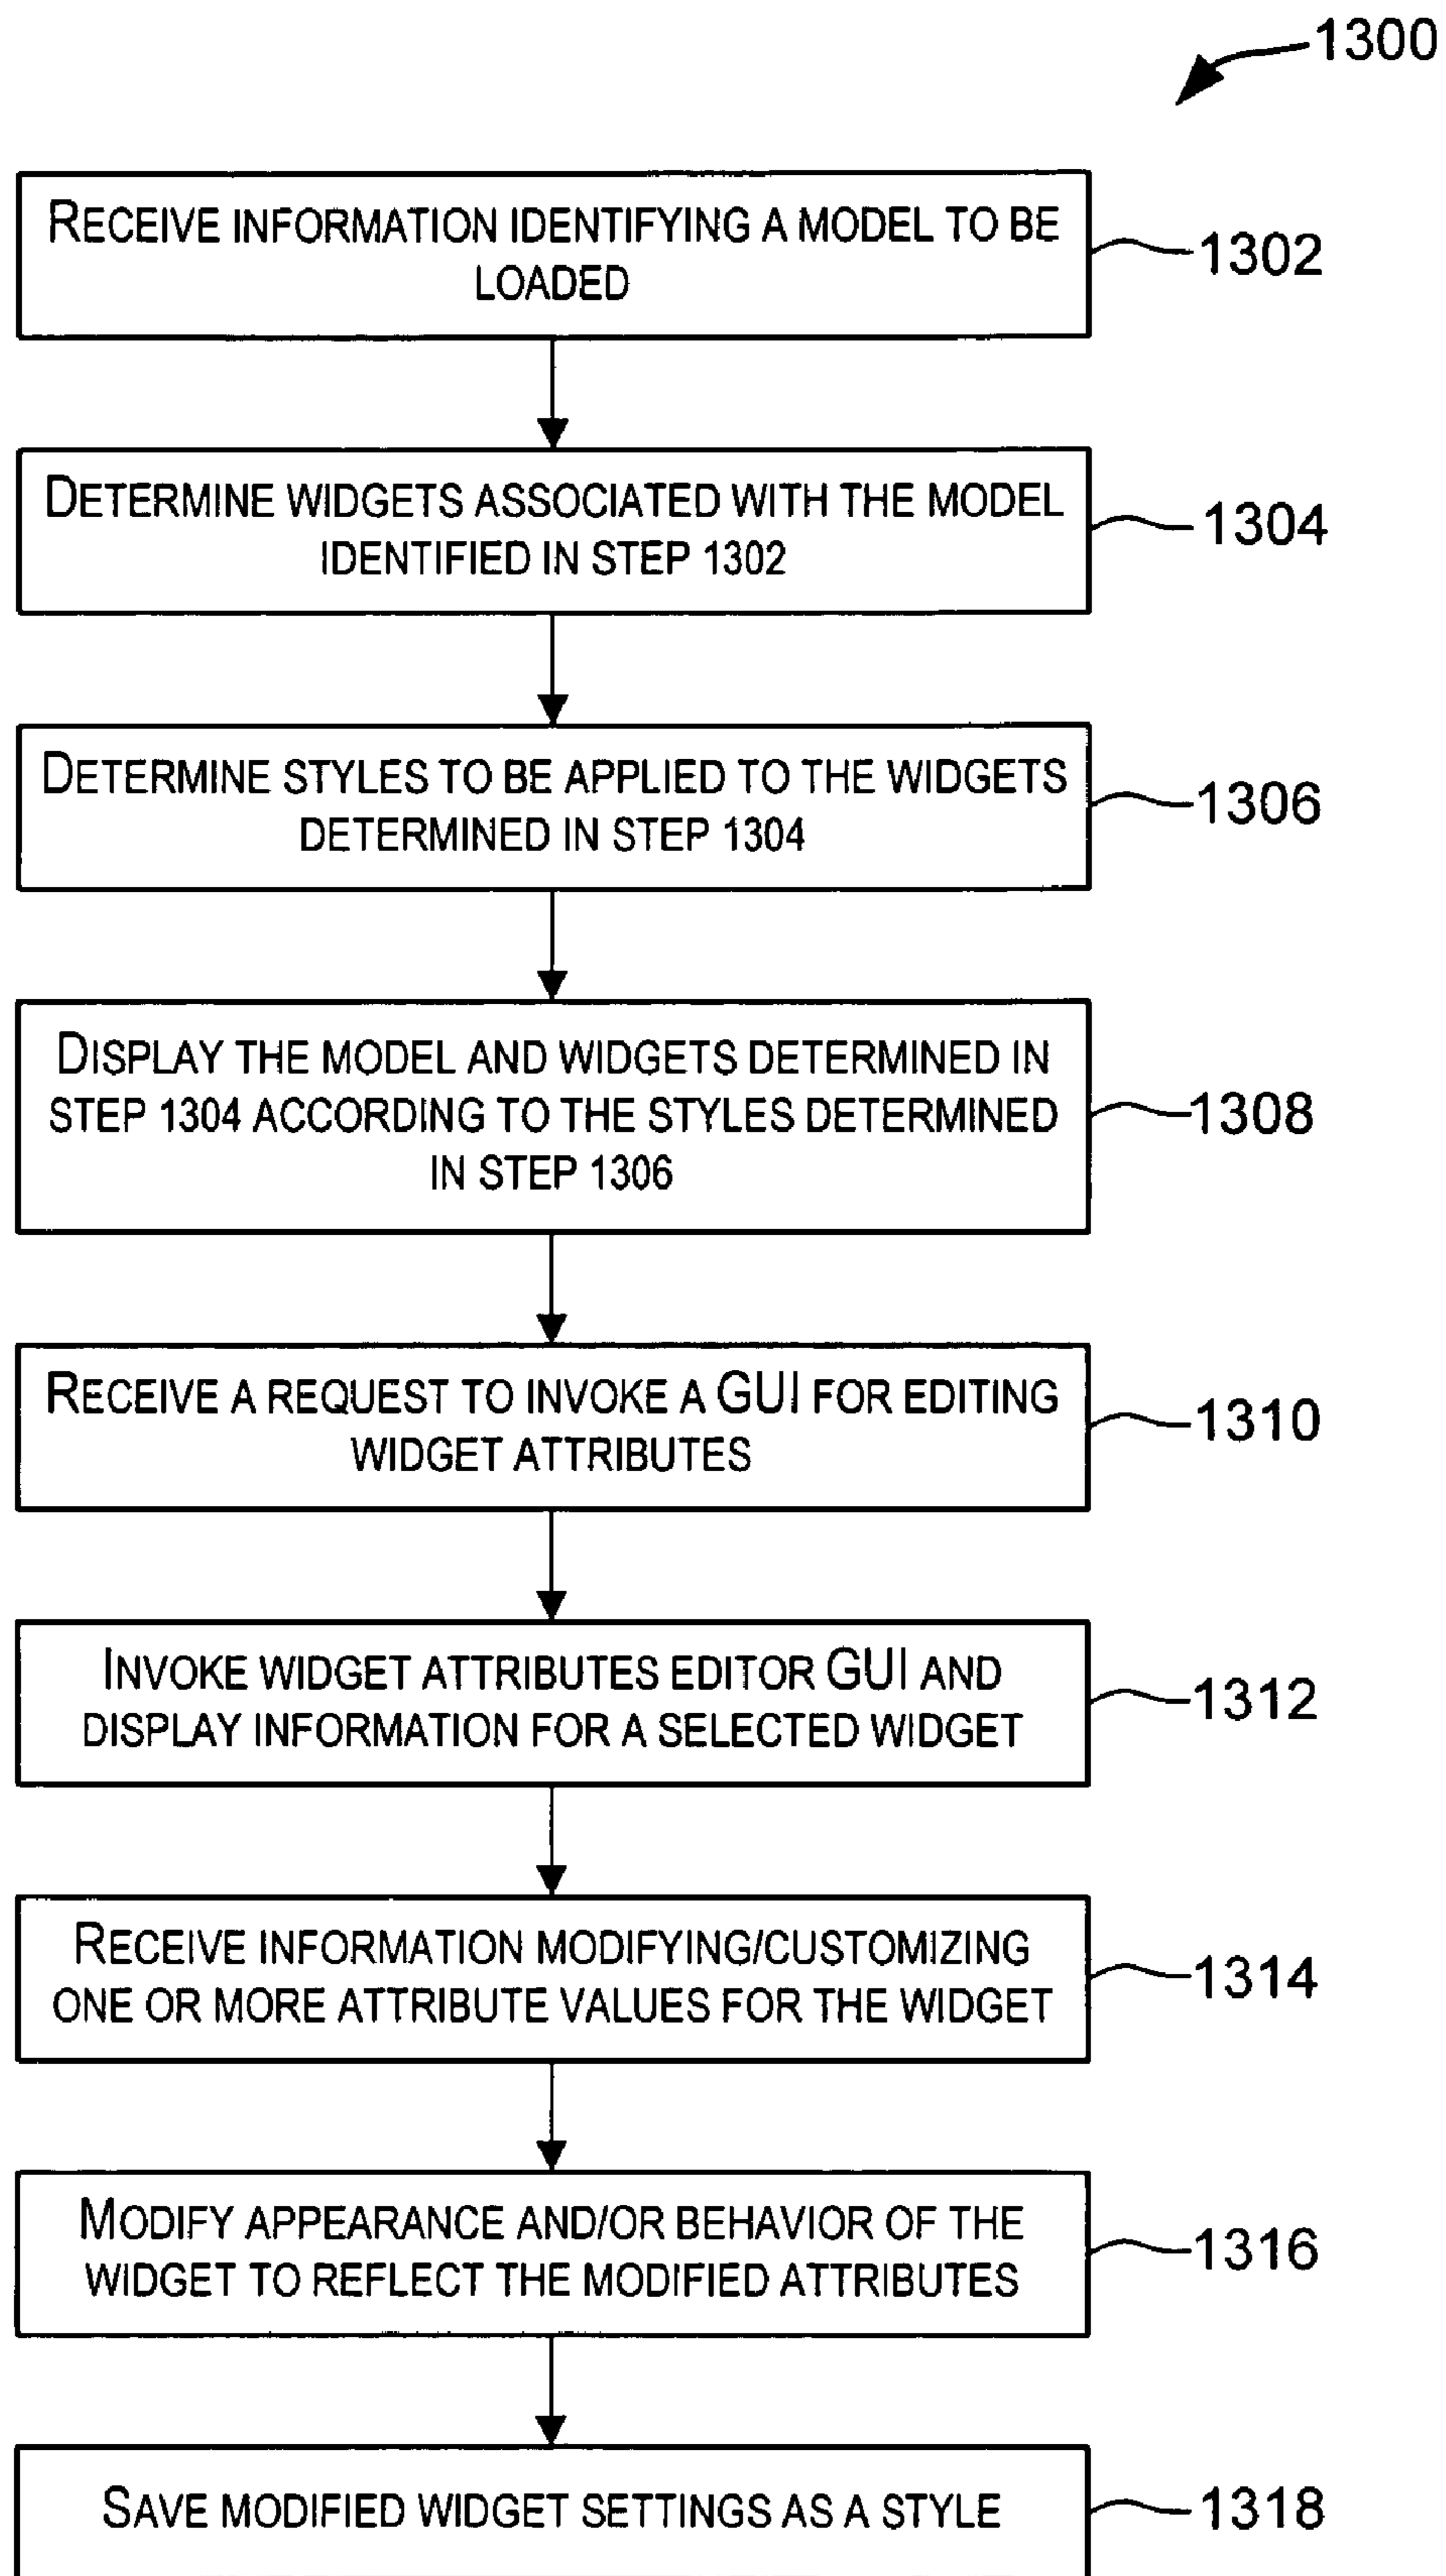 1300
RECEIVE INFORMATION IDENTIFYING A MODEL TO BE
LOADED
1302
DETERMINE WIDGETS ASSOCIATED WITH THE MODEL
IDENTIFIED IN STEP 1302
1304
DETERMINE STYLES TO BE APPLIED TO THE WIDGETS
DETERMINED IN STEP 1304
1306
DISPLAY THE MODEL AND WIDGETS DETERMINED IN
STEP 1304 ACCORDING TO THE STYLES DETERMINED
IN STEP 1306
1308
RECEIVE A REQUEST TO INVOKE A GUI FOR EDITING
WIDGET ATTRIBUTES
1310
INVOKE WIDGET ATTRIBUTES EDITOR GUI AND
DISPLAY INFORMATION FOR A SELECTED WIDGET
1312
RECEIVE INFORMATION MODIFYING/CUSTOMIZING
ONE OR MORE ATTRIBUTE VALUES FOR THE WIDGET
1314
MODIFY APPEARANCE AND/OR BEHAVIOR OF THE
WIDGET TO REFLECT THE MODIFIED ATTRIBUTES
1316
SAVE MODIFIED WIDGET SETTINGS AS A STYLE
1318